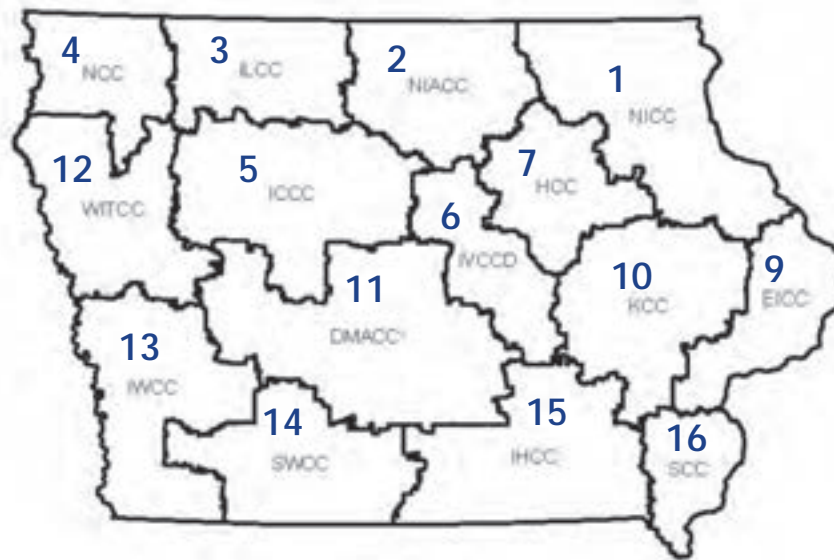 4
NCC
3
ILCC
2
NIACC
1
NICC
12
WITCC
5
ICCC
7
HCC
6
IVCCD
11
DMACC
10
KCC
9
EICC
13
IWCC
14
SWCC
15
IHCC
16
SCC